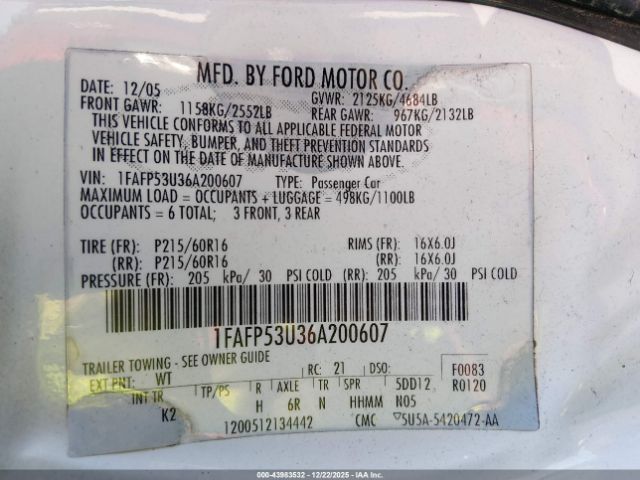 MFD. BY FORD MOTOR CO.
DATE: 12/05 GVWR: 2125KG/4684LB
FRONT GAWR: 1158KG/2552LB REAR GAWR: 967KG/2132LB
THIS VEHICLE CONFORMS TO ALL APPLICABLE FEDERAL MOTOR
VEHICLE SAFETY, BUMPER, AND THEFT PREVENTION STANDARDS
IN EFFECT ON THE DATE OF MANUFACTURE SHOWN ABOVE.
VIN: 1FAFP53U36A200607 TYPE: Passenger Car
MAXIMUM LOAD = OCCUPANTS + LUGGAGE = 498KG/1100LB
OCCUPANTS = 6 TOTAL; 3 FRONT, 3 REAR
TIRE (FR): P215/60R16 RIMS (FR): 16X6.0J
(RR): P215/60R16 (RR): 16X6.0J
PRESSURE (FR): 205 kPa/ 30 PSI COLD (RR): 205 kPa/ 30 PSI COLD
1FAFP53U36A200607
TRAILER TOWING - SEE OWNER GUIDE
EXT PNT: WT RC: 21 DSO: F0083
INT TR TP/PS R AXLE TR SPR 5DD12 R0120
K2 H 6R N HHMM N05
1200512134442 CMC 5U5A-5420472-AA
000-43983532 - 12/22/2025 - IAAI.COM